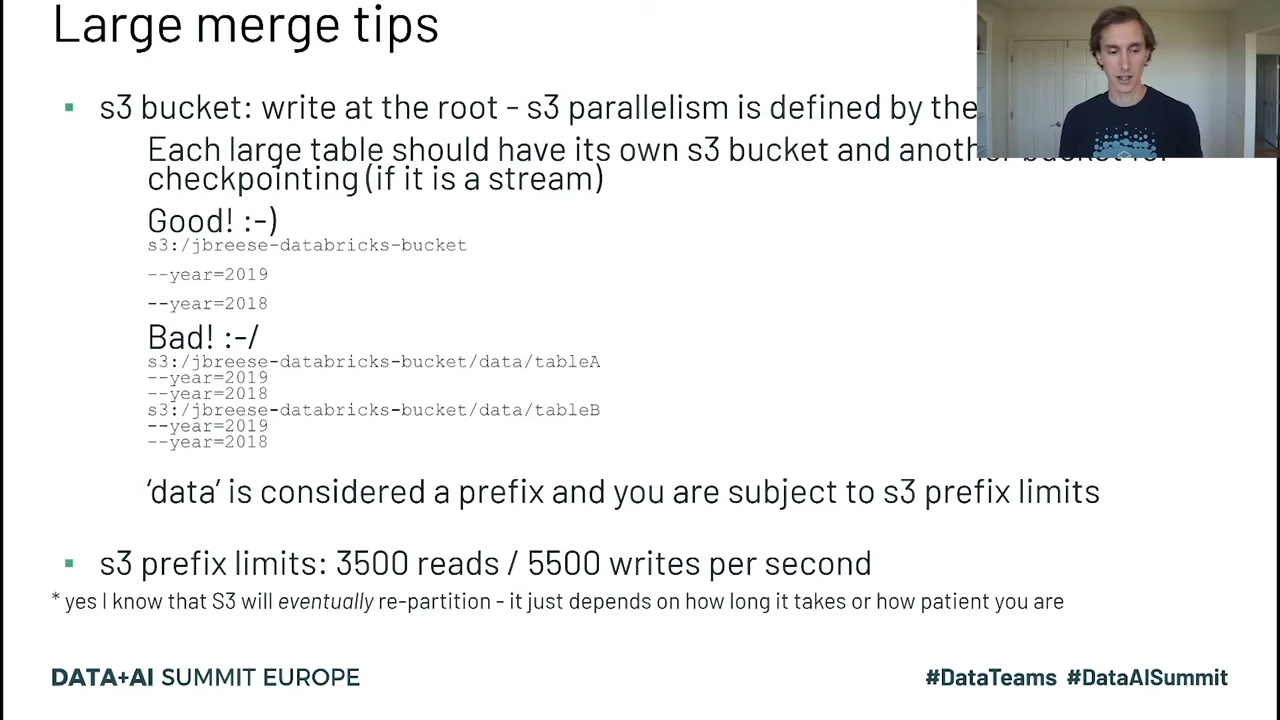 Large merge tips
▪ s3 bucket: write at the root - s3 parallelism is defined by the
Each large table should have its own s3 bucket and another bucket for
checkpointing (if it is a stream)
Good! :-)
s3:/jbreese-databricks-bucket
--year=2019
--year=2018
Bad! :-/
s3:/jbreese-databricks-bucket/data/tableA
--year=2019
--year=2018
s3:/jbreese-databricks-bucket/data/tableB
--year=2019
--year=2018
‘data’ is considered a prefix and you are subject to s3 prefix limits
▪ s3 prefix limits: 3500 reads / 5500 writes per second
* yes I know that S3 will eventually re-partition - it just depends on how long it takes or how patient you are
DATA+AI SUMMIT EUROPE
#DataTeams #DataAISummit